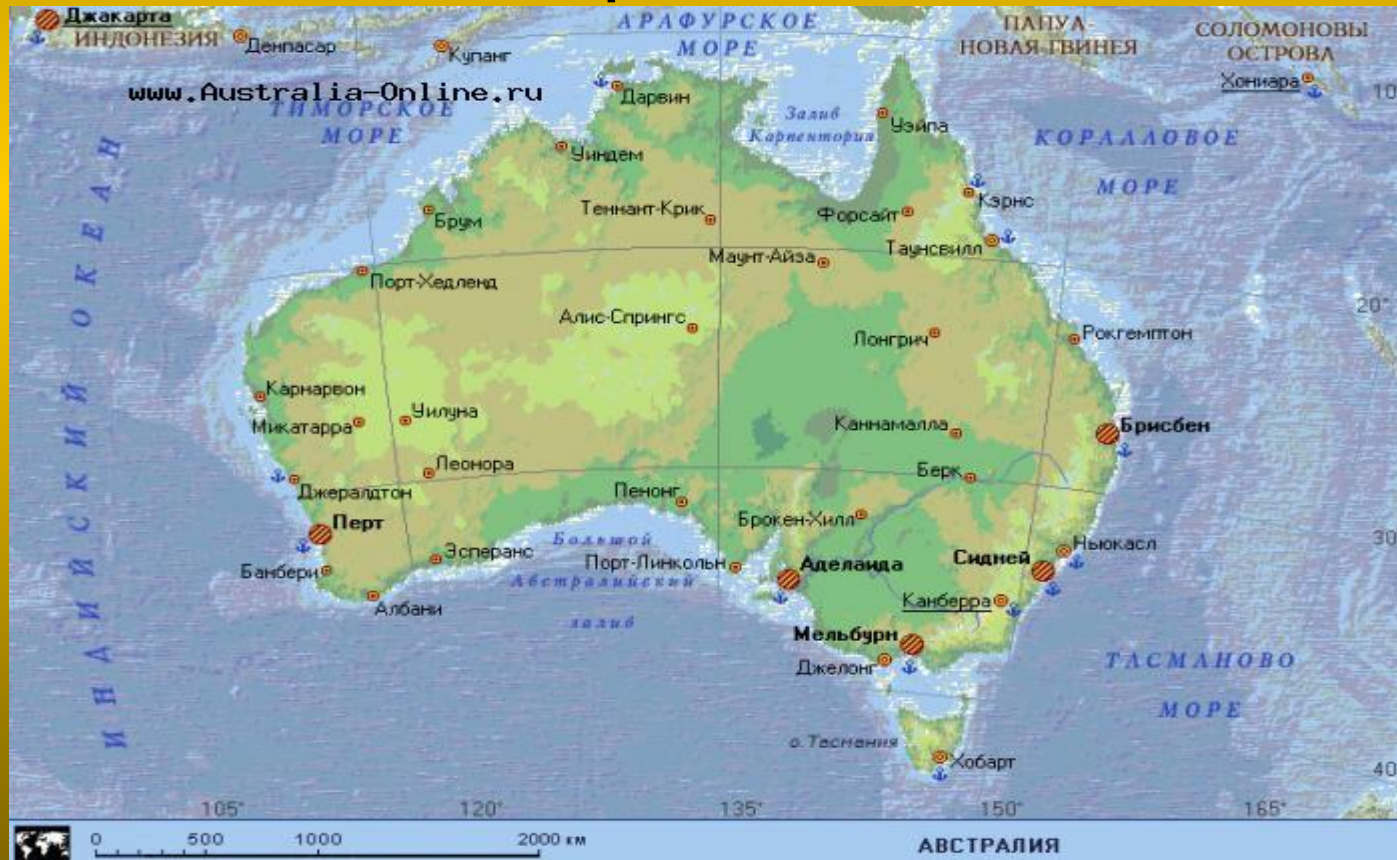 Джакарта
ИНДОНЕЗИЯ
Денпасар
Купанг
АРАФУРСКОЕ
МОРЕ
ПАПУА-
НОВАЯ ГВИНЕЯ
СОЛОМОНОВЫ
ОСТРОВА
Хониара
10
www.Australia-Online.ru
ТИМОРСКОЕ
МОРЕ
Дарвин
Залив
Карпентория
Уэйпа
КОРАЛЛОВОЕ
МОРЕ
Уиндем
Кэрнс
Брум
Теннант-Крик
Форсайт
Таунсвилл
Маунт-Айза
Порт-Хедленд
20°
Алис-Спрингс
Лонгрич
Рокгемптон
ИНДИЙСКИЙ ОКЕАН
Карнарвон
Микатарра
Уилуна
Каннамалла
Брисбен
Леонора
Берк
Джералдтон
Пенонг
Брокен-Хилл
Перт
30°
Большой
Австралийский
залив
Эсперанс
Порт-Линкольн
Аделаида
Сидней
Ньюкасл
Банбери
Албани
Канберра
Мельбурн
Джелонг
ТАСМАНОВО
МОРЕ
о. Тасмания
Хобарт
40
105°
120°
135°
150°
165°
0
500
1000
2000 км
АВСТРАЛИЯ